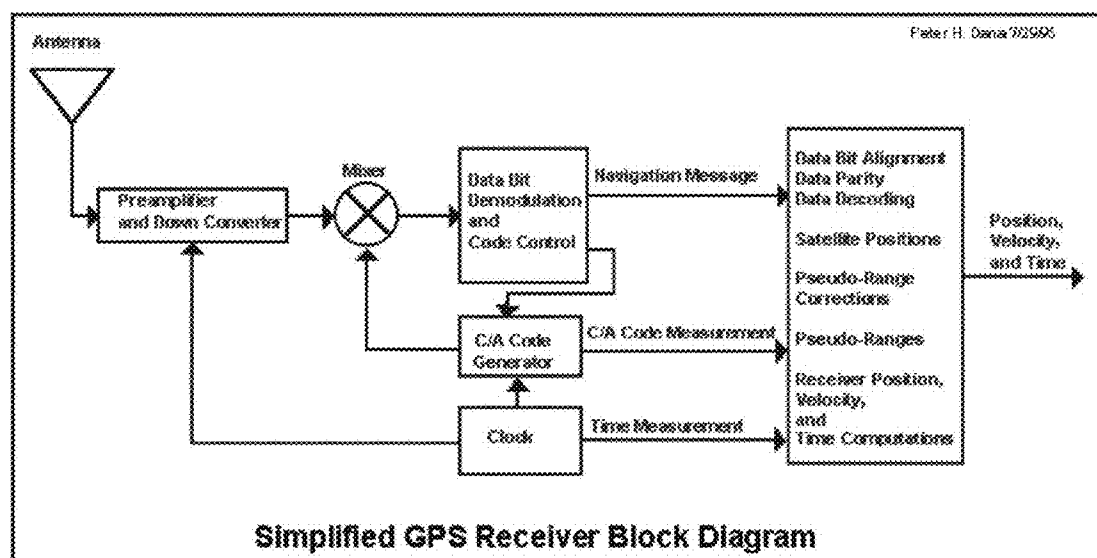 Peter H. Dana
Antenna
Preamplifier
and Down Converter
Mixer
Data Bit
Demodulation
and
Code Control
Navigation Message
C/A Code
Generator
C/A Code Measurement
Clock
Time Measurement
Data Bit Alignment
Data Parity
Data Decoding
Satellite Positions
Pseudo-Range
Corrections
Pseudo-Ranges
Receiver Position,
Velocity,
and
Time Computations
Position,
Velocity,
and Time
Simplified GPS Receiver Block Diagram